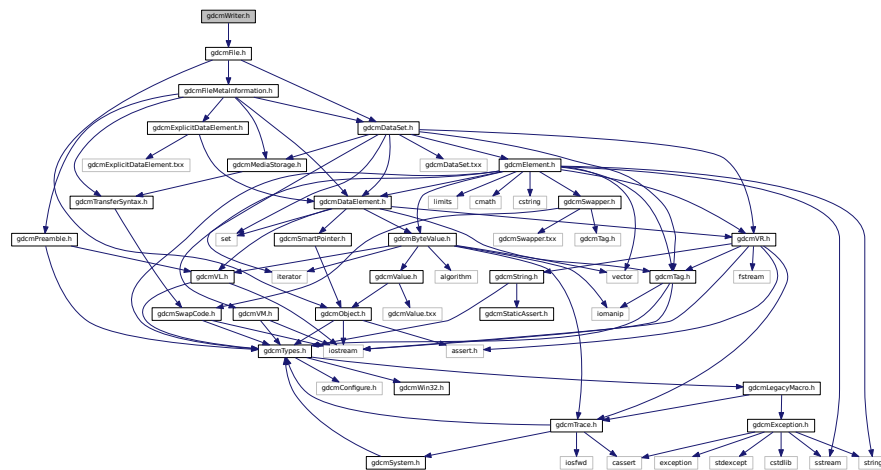 gdcmWriter.h
gdcmFile.h
gdcmFileMetaInformation.h
gdcmExplicitDataElement.h
gdcmDataSet.h
gdcmExplicitDataElement.txx
gdcmMediaStorage.h
gdcmDataSet.txx
gdcmElement.h
gdcmTransferSyntax.h
gdcmDataElement.h
limits
cmath
cstring
gdcmSwapper.h
gdcmPreamble.h
set
gdcmSmartPointer.h
gdcmByteValue.h
gdcmSwapper.txx
gdcmTag.h
gdcmVR.h
gdcmVL.h
iterator
gdcmValue.h
algorithm
gdcmString.h
vector
gdcmTag.h
fstream
gdcmSwapCode.h
gdcmVM.h
gdcmObject.h
gdcmValue.txx
gdcmStaticAssert.h
iomanip
gdcmTypes.h
iostream
assert.h
gdcmConfigure.h
gdcmWin32.h
gdcmLegacyMacro.h
gdcmTrace.h
gdcmException.h
gdcmSystem.h
iosfwd
cassert
exception
stdexcept
cstdlib
sstream
string